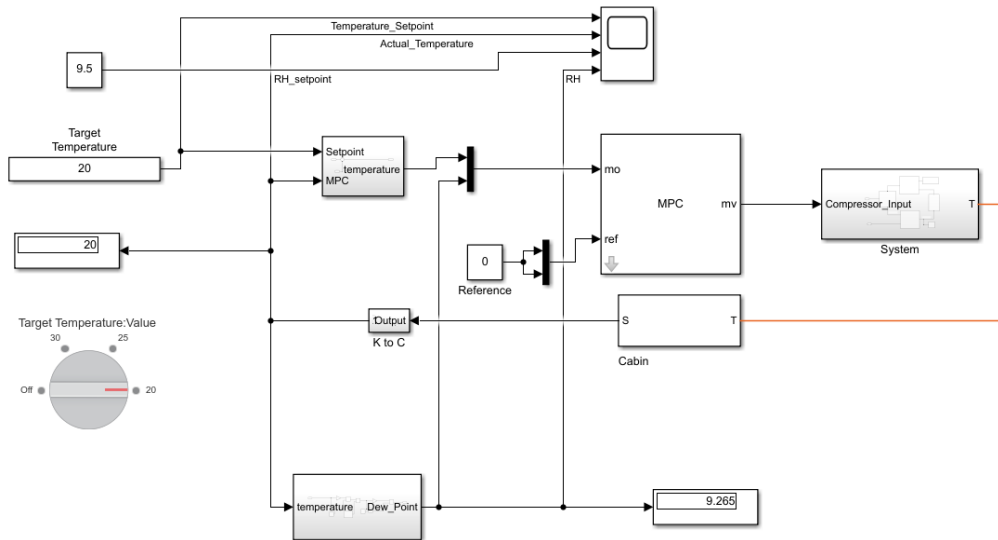 Temperature_Setpoint
Actual_Temperature
9.5
RH_setpoint
RH
Target
Temperature
20
Setpoint
temperature
MPC
mo
MPC
mv
ref
Compressor_Input
T
System
20
0
Reference
Output
K to C
S
T
Cabin
Target Temperature:Value
30
25
Off
20
temperature
Dew_Point
9.265